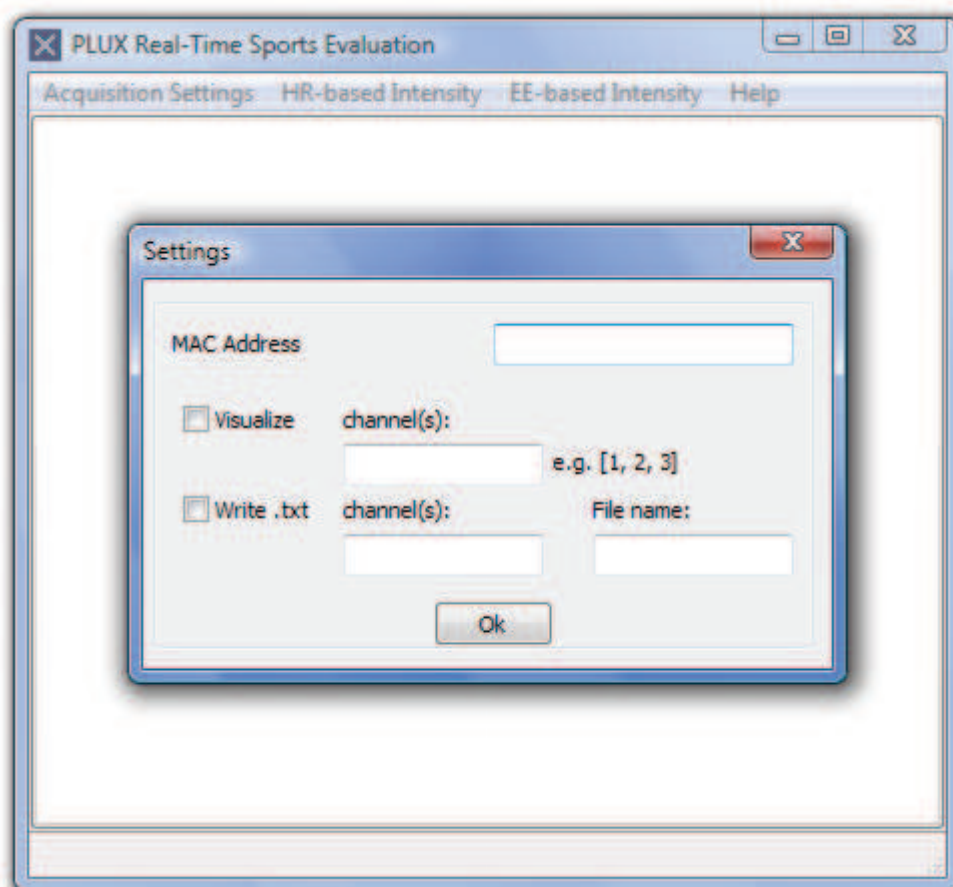 PLUX Real-Time Sports Evaluation
Acquisition Settings HR-based Intensity EE-based Intensity Help
Settings
MAC Address
Visualize channel(s):
e.g. [1, 2, 3]
Write .txt channel(s): File name:
Ok